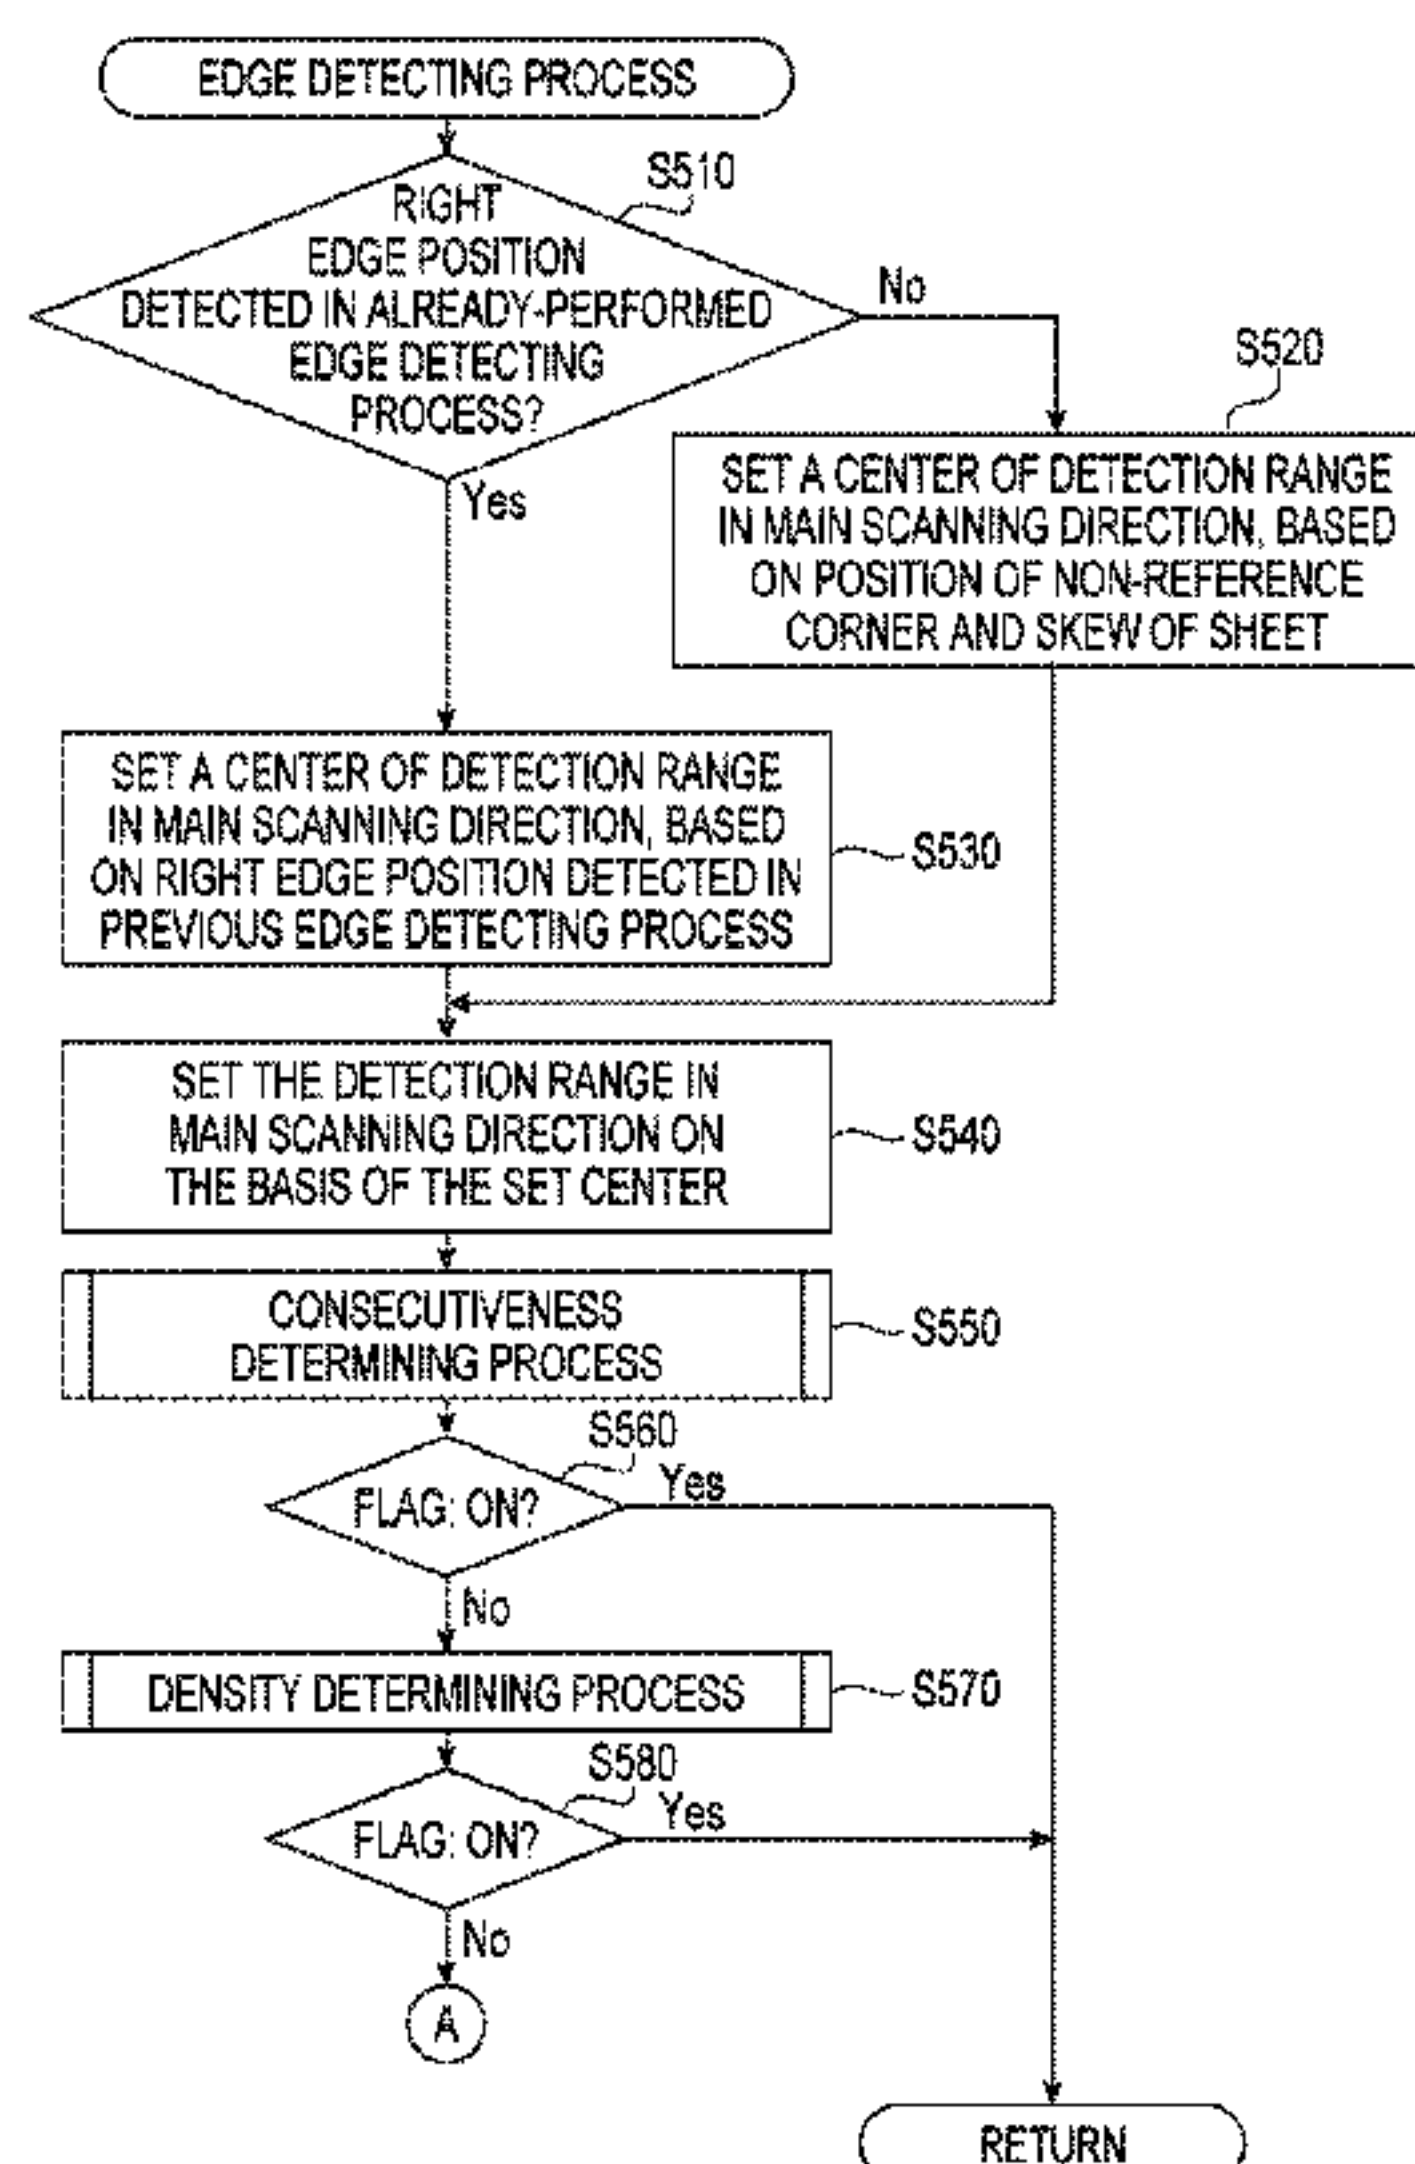 EDGE DETECTING PROCESS
S510
RIGHT
EDGE POSITION
DETECTED IN ALREADY-PERFORMED
EDGE DETECTING
PROCESS?
No
Yes
S520
SET A CENTER OF DETECTION RANGE
IN MAIN SCANNING DIRECTION, BASED
ON POSITION OF NON-REFERENCE
CORNER AND SKEW OF SHEET
SET A CENTER OF DETECTION RANGE
IN MAIN SCANNING DIRECTION, BASED
ON RIGHT EDGE POSITION DETECTED IN
PREVIOUS EDGE DETECTING PROCESS
S530
SET THE DETECTION RANGE IN
MAIN SCANNING DIRECTION ON
THE BASIS OF THE SET CENTER
S540
CONSECUTIVENESS
DETERMINING PROCESS
S550
S560
FLAG: ON?
Yes
No
DENSITY DETERMINING PROCESS
S570
S580
FLAG: ON?
Yes
No
A
RETURN